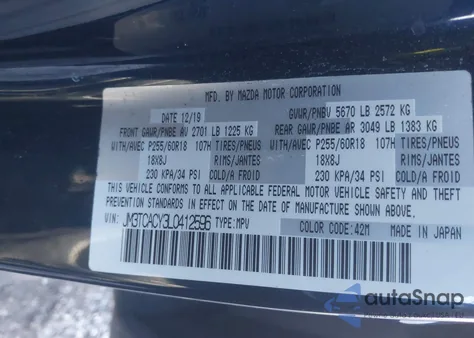 MFD. BY MAZDA MOTOR CORPORATION
DATE 12/19 GVWR/PNBV 5670 LB 2572 KG
FRONT GAWR/PNBE AV 2701 LB 1225 KG REAR GAWR/PNBE AR 3049 LB 1383 KG
WITH/AVEC P255/60R18 107H TIRES/PNEUS WITH/AVEC P255/60R18 107H TIRES/PNEUS
18X8J RIMS/JANTES 18X8J RIMS/JANTES
230 KPA/34 PSI COLD/A FROID 230 KPA/34 PSI COLD/A FROID
THIS VEHICLE CONFORMS TO ALL APPLICABLE FEDERAL MOTOR VEHICLE SAFETY AND THEFT
PREVENTION STANDARDS IN EFFECT ON THE DATE OF MANUFACTURE SHOWN ABOVE.
JM3TCACY3L0412596 TYPE:MPV COLOR CODE:42M MADE IN JAPAN
autoSnap